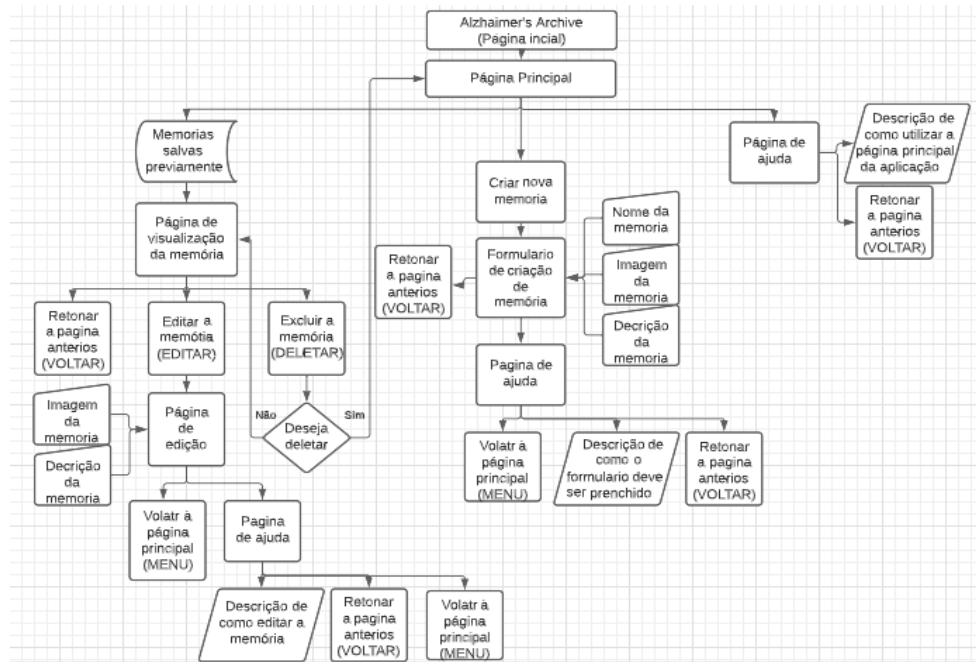 Alzheimer's Archive
(Pagina incial)
Página Principal
Memorias
salvas
previamente
Página de
visualização
da memória
Retonar
a pagina
anterios
(VOLTAR)
Editar a
memótia
(EDITAR)
Excluir a
memória
(DELETAR)
Não
Deseja
deletar
Sim
Imagem
da
memoria
Decrição
da
memoria
Página
de
edição
Volatr à
página
principal
(MENU)
Pagina
de ajuda
Descrição de
como editar a
memória
Retonar
a pagina
anterios
(VOLTAR)
Volatr à
página
principal
(MENU)
Criar nova
memoria
Retonar
a pagina
anterios
(VOLTAR)
Formulario
de criação
de
memória
Nome da
memoria
Imagem
da
memoria
Decrição
da
memoria
Pagina de
ajuda
Volatr à
página
principal
(MENU)
Descrição de
como o
formulario deve
ser prenchido
Retonar
a pagina
anterios
(VOLTAR)
Página de
ajuda
Descrição de
como utilizar a
página principal
da aplicação
Retonar
a pagina
anterios
(VOLTAR)